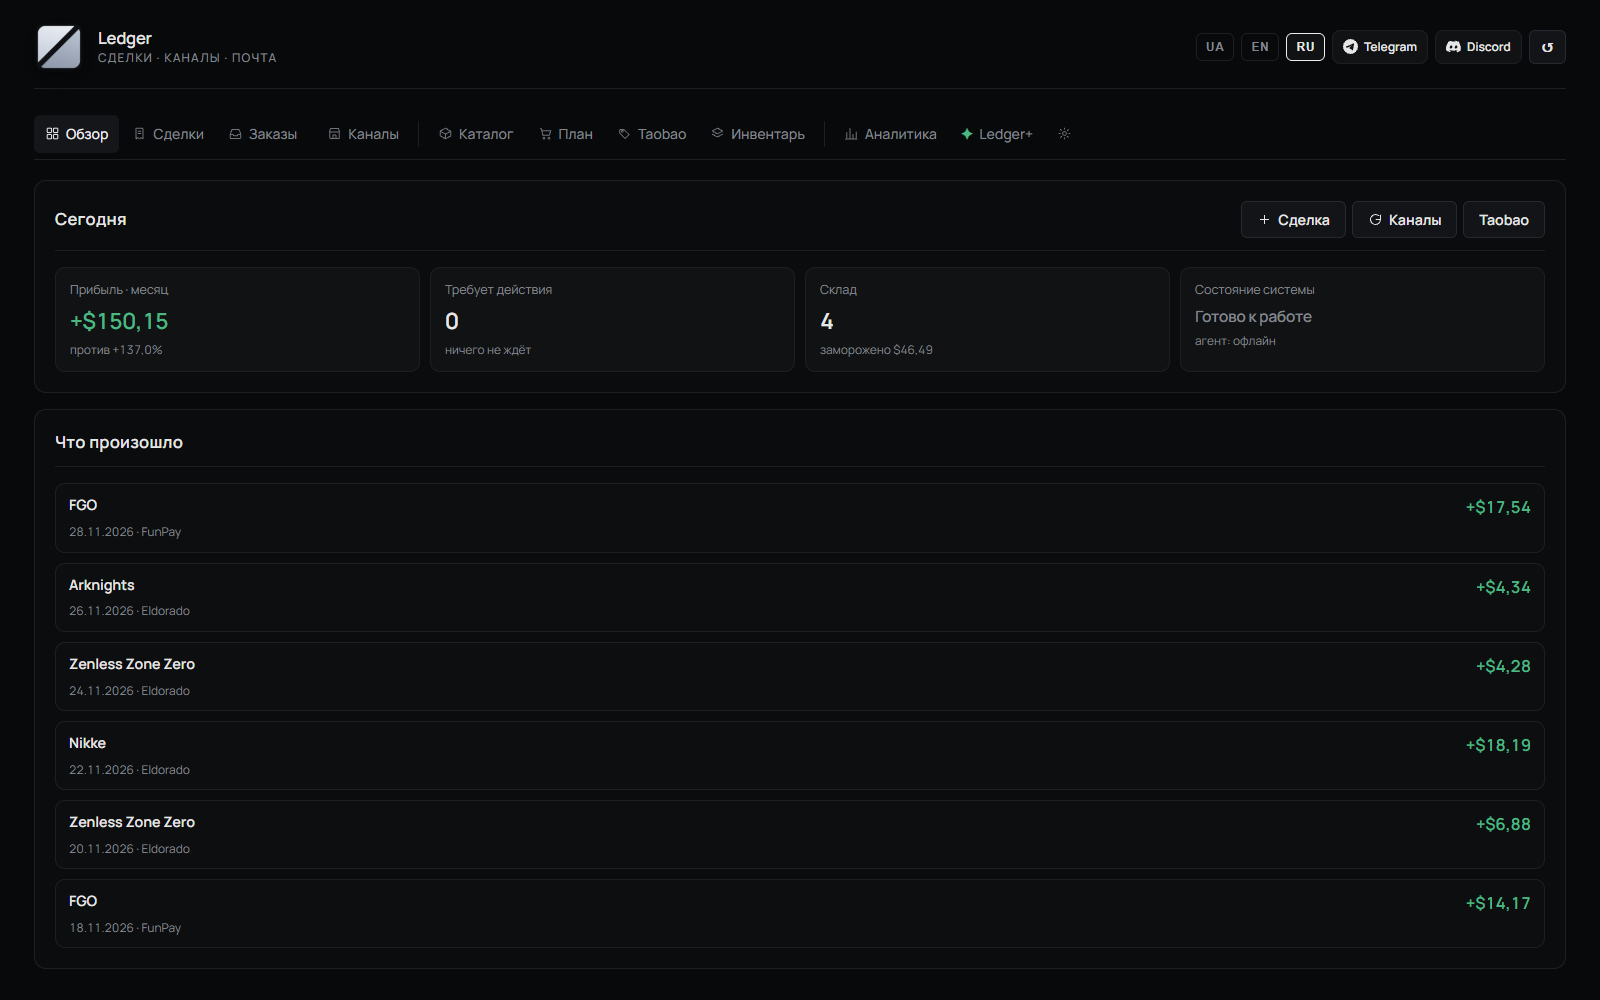 Ledger
СДЕЛКИ · КАНАЛЫ · ПОЧТА
UA EN RU Telegram Discord
Обзор Сделки Заказы Каналы Каталог План Taobao Инвентарь Аналитика Ledger+
Сегодня
+ Сделка Каналы Taobao
Прибыль · месяц
+$150,15
против +137,0%
Требует действия
0
ничего не ждёт
Склад
4
заморожено $46,49
Состояние системы
Готово к работе
агент: офлайн
Что произошло
FGO
+$17,54
28.11.2026 · FunPay
Arknights
+$4,34
26.11.2026 · Eldorado
Zenless Zone Zero
+$4,28
24.11.2026 · Eldorado
Nikke
+$18,19
22.11.2026 · Eldorado
Zenless Zone Zero
+$6,88
20.11.2026 · Eldorado
FGO
+$14,17
18.11.2026 · FunPay